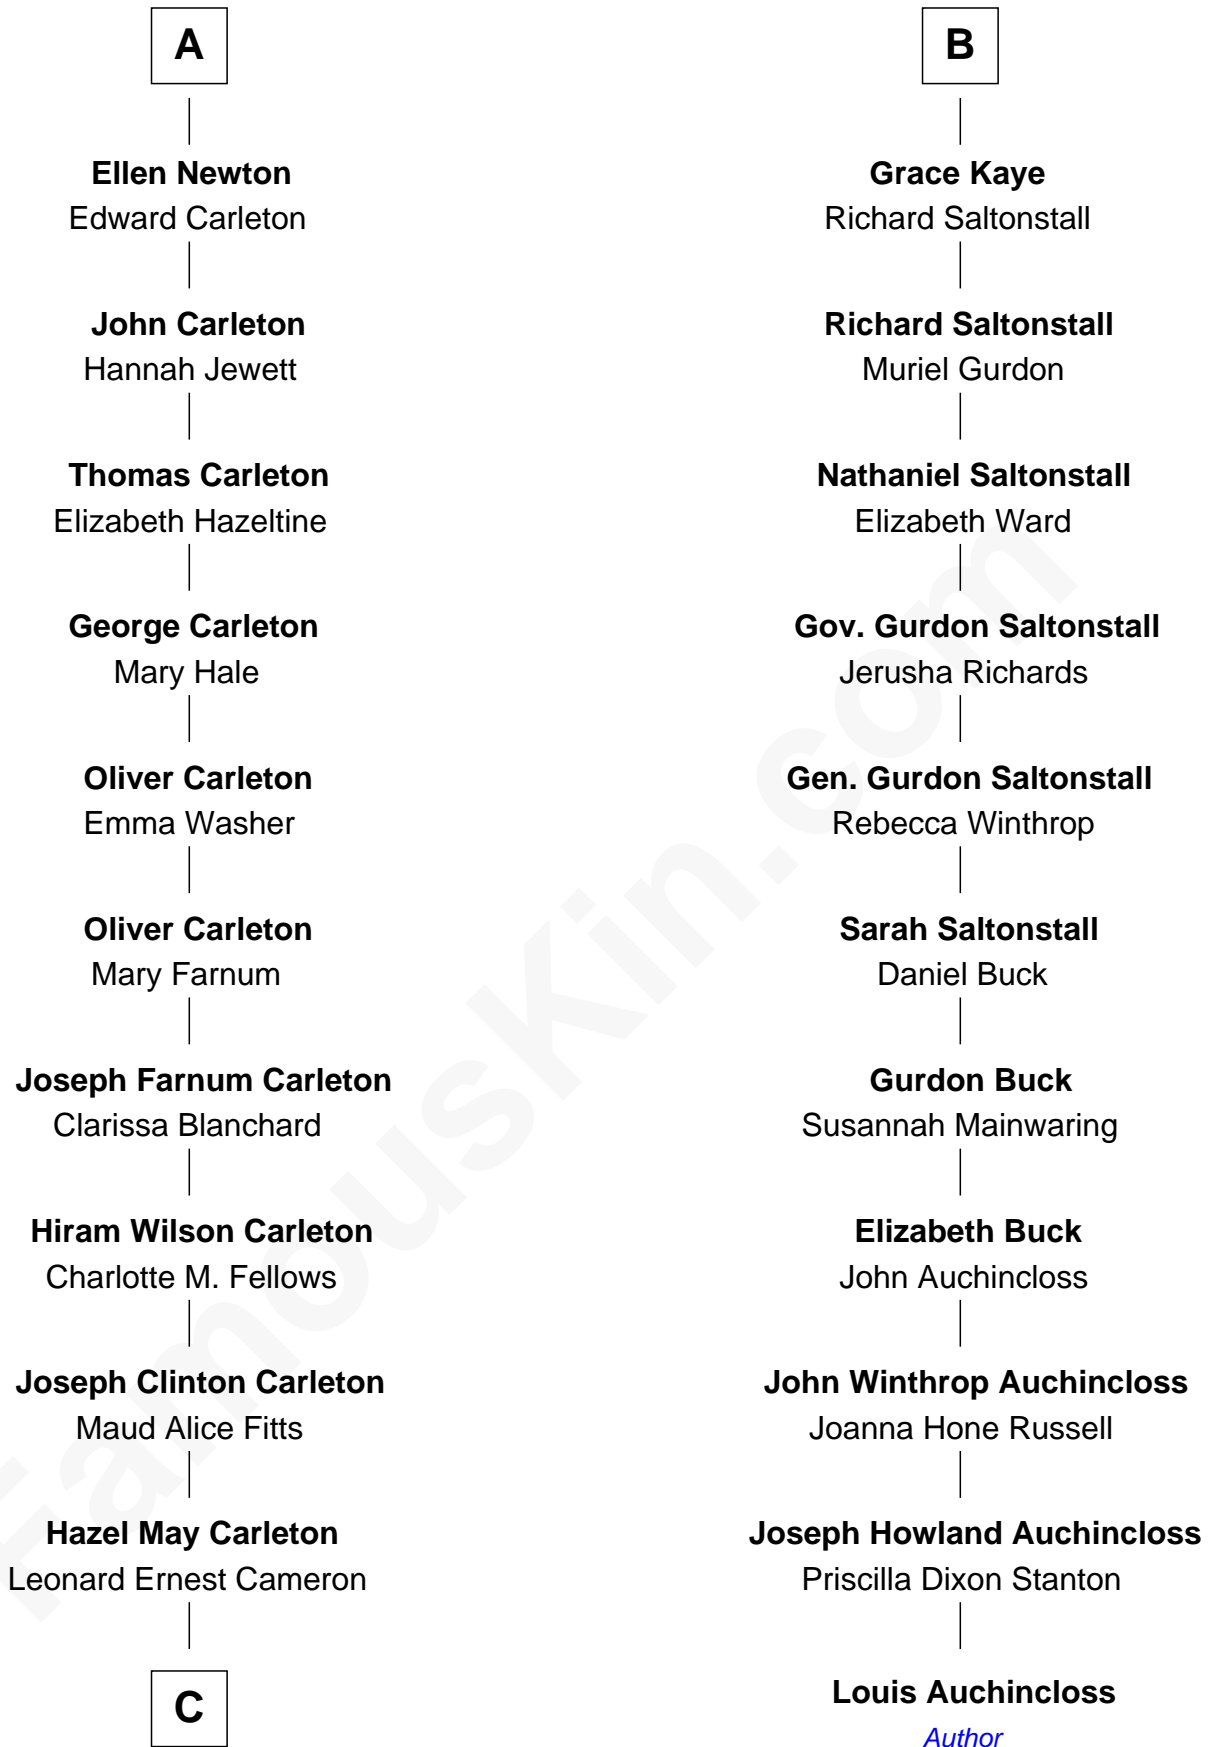 A
Ellen Newton
Edward Carleton
John Carleton
Hannah Jewett
Thomas Carleton
Elizabeth Hazeltine
George Carleton
Mary Hale
Oliver Carleton
Emma Washer
Oliver Carleton
Mary Farnum
Joseph Farnum Carleton
Clarissa Blanchard
Hiram Wilson Carleton
Charlotte M. Fellows
Joseph Clinton Carleton
Maud Alice Fitts
Hazel May Carleton
Leonard Ernest Cameron
C
B
Grace Kaye
Richard Saltonstall
Richard Saltonstall
Muriel Gurdon
Nathaniel Saltonstall
Elizabeth Ward
Gov. Gurdon Saltonstall
Jerusha Richards
Gen. Gurdon Saltonstall
Rebecca Winthrop
Sarah Saltonstall
Daniel Buck
Gurdon Buck
Susannah Mainwaring
Elizabeth Buck
John Auchincloss
John Winthrop Auchincloss
Joanna Hone Russell
Joseph Howland Auchincloss
Priscilla Dixon Stanton
Louis Auchincloss
Author
FamousKin.com